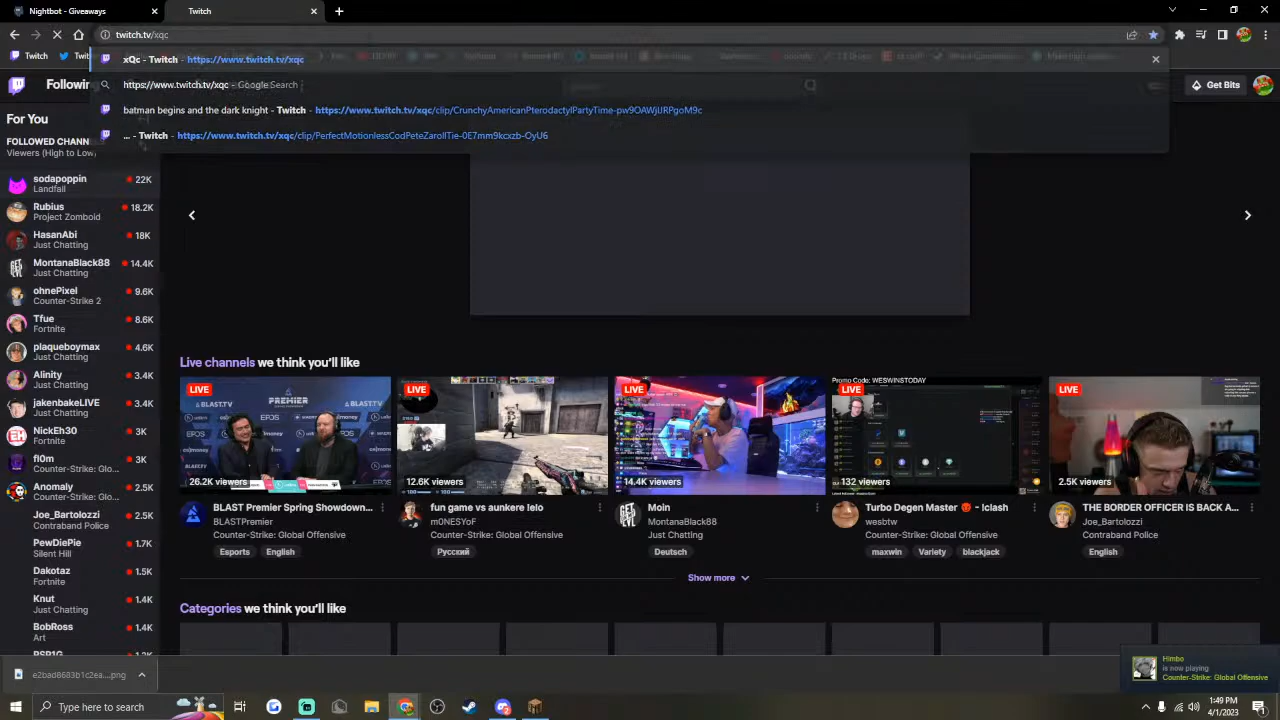 Nightbot - Giveaways
Twitch
twitch.tv/xqc
xQc - Twitch - https://www.twitch.tv/xqc
https://www.twitch.tv/xqc - Google Search
batman begins and the dark knight - Twitch - https://www.twitch.tv/xqc/clip/CrunchyAmericanPterodactylPartyTime-pw9OAWjURPgoM9c
... - Twitch - https://www.twitch.tv/xqc/clip/PerfectMotionlessCodPeteZarollTie-0E7mm9kcxzb-OyU6
Twitch
Followin
Get Bits
For You
FOLLOWED CHANN
Viewers (High to Low)
sodapoppin 22K
Landfall
Rubius 18.2K
Project Zomboid
HasanAbi 18K
Just Chatting
MontanaBlack88 14.4K
Just Chatting
ohnePixel 9.6K
Counter-Strike 2
Tfue 8.6K
Fortnite
plaqueboymax 4.6K
Just Chatting
Alinity 3.4K
Just Chatting
jakenbakeLIVE 3.4K
Just Chatting
NickEh30 3K
Fortnite
fl0m 3K
Counter-Strike: Glo...
Anomaly 2.5K
Counter-Strike: Glo...
Joe_Bartolozzi 2.5K
Contraband Police
PewDiePie 1.7K
Silent Hill
Dakotaz 1.5K
Fortnite
Knut 1.4K
Just Chatting
BobRoss 1.4K
Art
Live channels we think you'll like
LIVE
26.2K viewers
BLAST Premier Spring Showdown...
BLASTPremier
Counter-Strike: Global Offensive
Esports English
LIVE
12.6K viewers
fun game vs aunkere lelo
m0NESYoF
Counter-Strike: Global Offensive
Русский
LIVE
14.4K viewers
Moin
MontanaBlack88
Just Chatting
Deutsch
Promo Code: WESWINSTODAY
LIVE
132 viewers
Turbo Degen Master 😡 - !clash
wesbtw
Counter-Strike: Global Offensive
maxwin Variety blackjack
LIVE
2.5K viewers
THE BORDER OFFICER IS BACK A...
Joe_Bartolozzi
Contraband Police
English
Show more
Categories we think you'll like
e2bad8603b1c2ea....png
Himbo
is now playing
Counter-Strike: Global Offensive
Type here to search
1:49 PM
4/1/2023